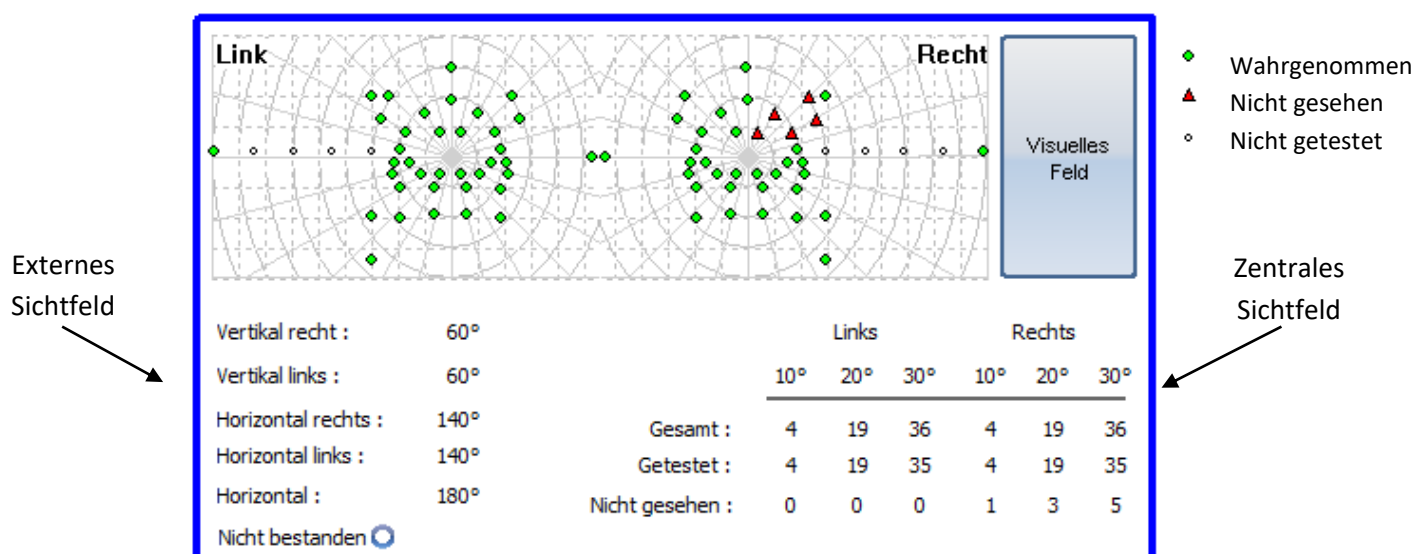 Link
Recht
Visuelles
Feld
Wahrgenommen
Nicht gesehen
Nicht getestet
Externes
Sichtfeld
Zentrales
Sichtfeld
Vertikal recht : 60°
Vertikal links : 60°
Horizontal rechts : 140°
Horizontal links : 140°
Horizontal : 180°
Nicht bestanden
Links Rechts
10° 20° 30° 10° 20° 30°
Gesamt : 4 19 36 4 19 36
Getestet : 4 19 35 4 19 35
Nicht gesehen : 0 0 0 1 3 5